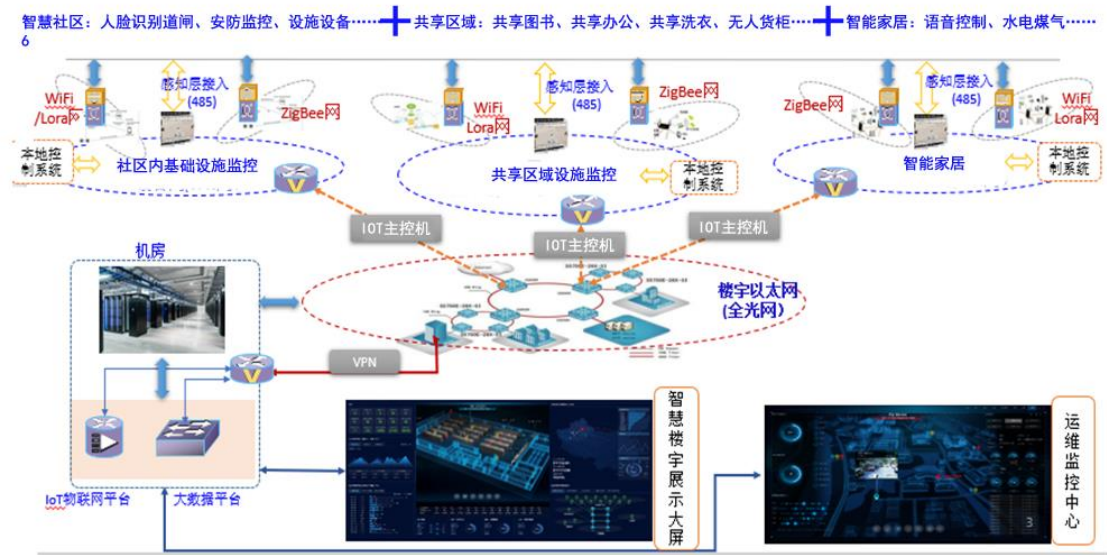 智慧社区：人脸识别道闸、安防监控、设施设备……
6
共享区域：共享图书、共享办公、共享洗衣、无人货柜……
智能家居：语音控制、水电煤气……
WiFi
/Lora网
感知层接入
(485)
ZigBee网
WiFi
Lora网
感知层接入
(485)
ZigBee网
ZigBee网
感知层接入
(485)
WiFi
Lora网
本地控
制系统
社区内基础设施监控
共享区域设施监控
本地控
制系统
智能家居
本地控
制系统
IOT主控机
IOT主控机
IOT主控机
机房
楼宇以太网
(全光网)
VPN
IoT物联网平台
大数据平台
智慧楼宇展示大屏
运维监控中心
3